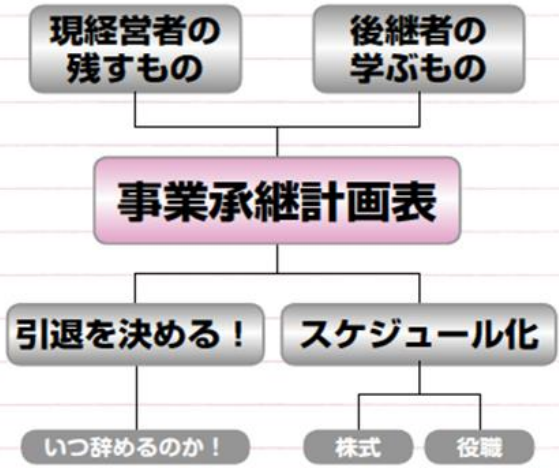 現経営者の
残すもの
後継者の
学ぶもの
事業承継計画表
引退を決める！
スケジュール化
いつ辞めるのか！
株式
役職